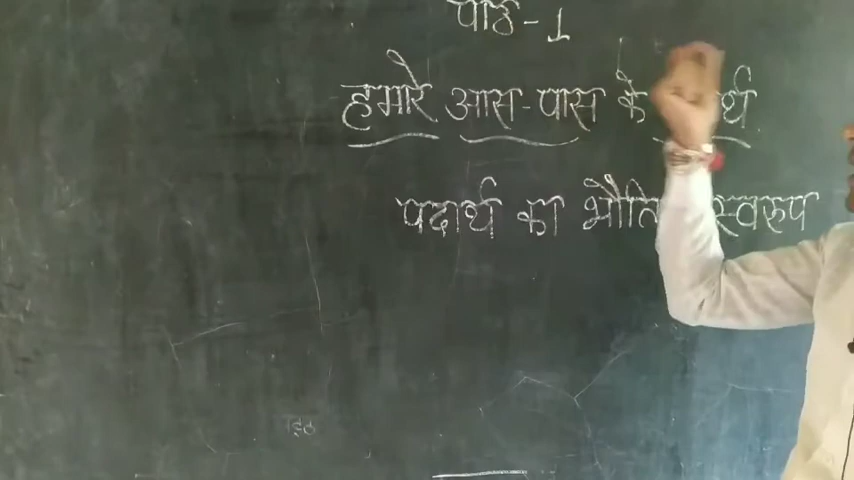 पाठ-1
हमारे आस-पास के
पदार्थ का स्वरूप